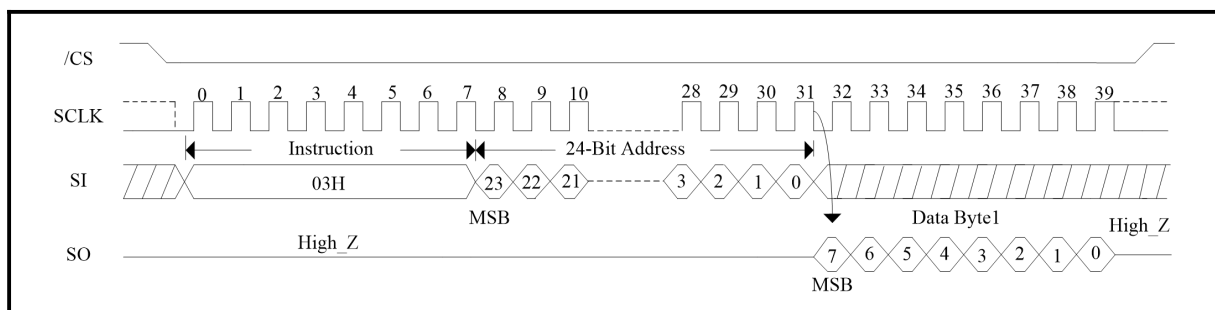 /CS
0 1 2 3 4 5 6 7 8 9 10 28 29 30 31 32 33 34 35 36 37 38 39
SCLK
Instruction 24-Bit Address
SI 03H 23 22 21 3 2 1 0
MSB Data Byte1
High_Z High_Z
SO 7 6 5 4 3 2 1 0
MSB